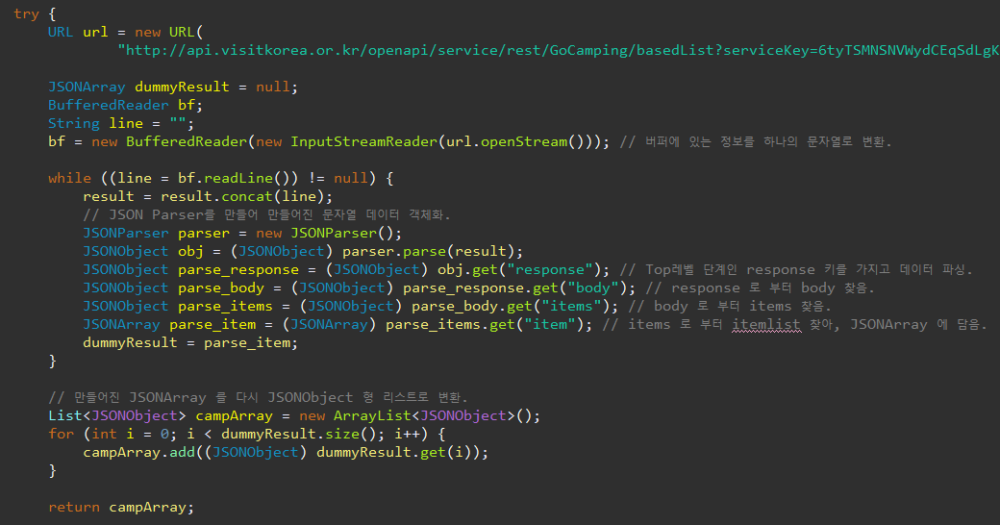 try {
URL url = new URL(
"http://api.visitkorea.or.kr/openapi/service/rest/GoCamping/basedList?serviceKey=6tyTSMNSNVWydCEqSdLgK
JSONArray dummyResult = null;
BufferedReader bf;
String line = "";
bf = new BufferedReader(new InputStreamReader(url.openStream())); // 버퍼에 있는 정보를 하나의 문자열로 변환.
while ((line = bf.readLine()) != null) {
result = result.concat(line);
// JSON Parser를 만들어 만들어진 문자열 데이터 객체화.
JSONParser parser = new JSONParser();
JSONObject obj = (JSONObject) parser.parse(result);
JSONObject parse_response = (JSONObject) obj.get("response"); // Top레벨 단계인 response 키를 가지고 데이터 파싱.
JSONObject parse_body = (JSONObject) parse_response.get("body"); // response 로 부터 body 찾음.
JSONObject parse_items = (JSONObject) parse_body.get("items"); // body 로 부터 items 찾음.
JSONArray parse_item = (JSONArray) parse_items.get("item"); // items 로 부터 itemlist 찾아, JSONArray 에 담음.
dummyResult = parse_item;
}
// 만들어진 JSONArray 를 다시 JSONObject 형 리스트로 변환.
List<JSONObject> campArray = new ArrayList<JSONObject>();
for (int i = 0; i < dummyResult.size(); i++) {
campArray.add((JSONObject) dummyResult.get(i));
}
return campArray;